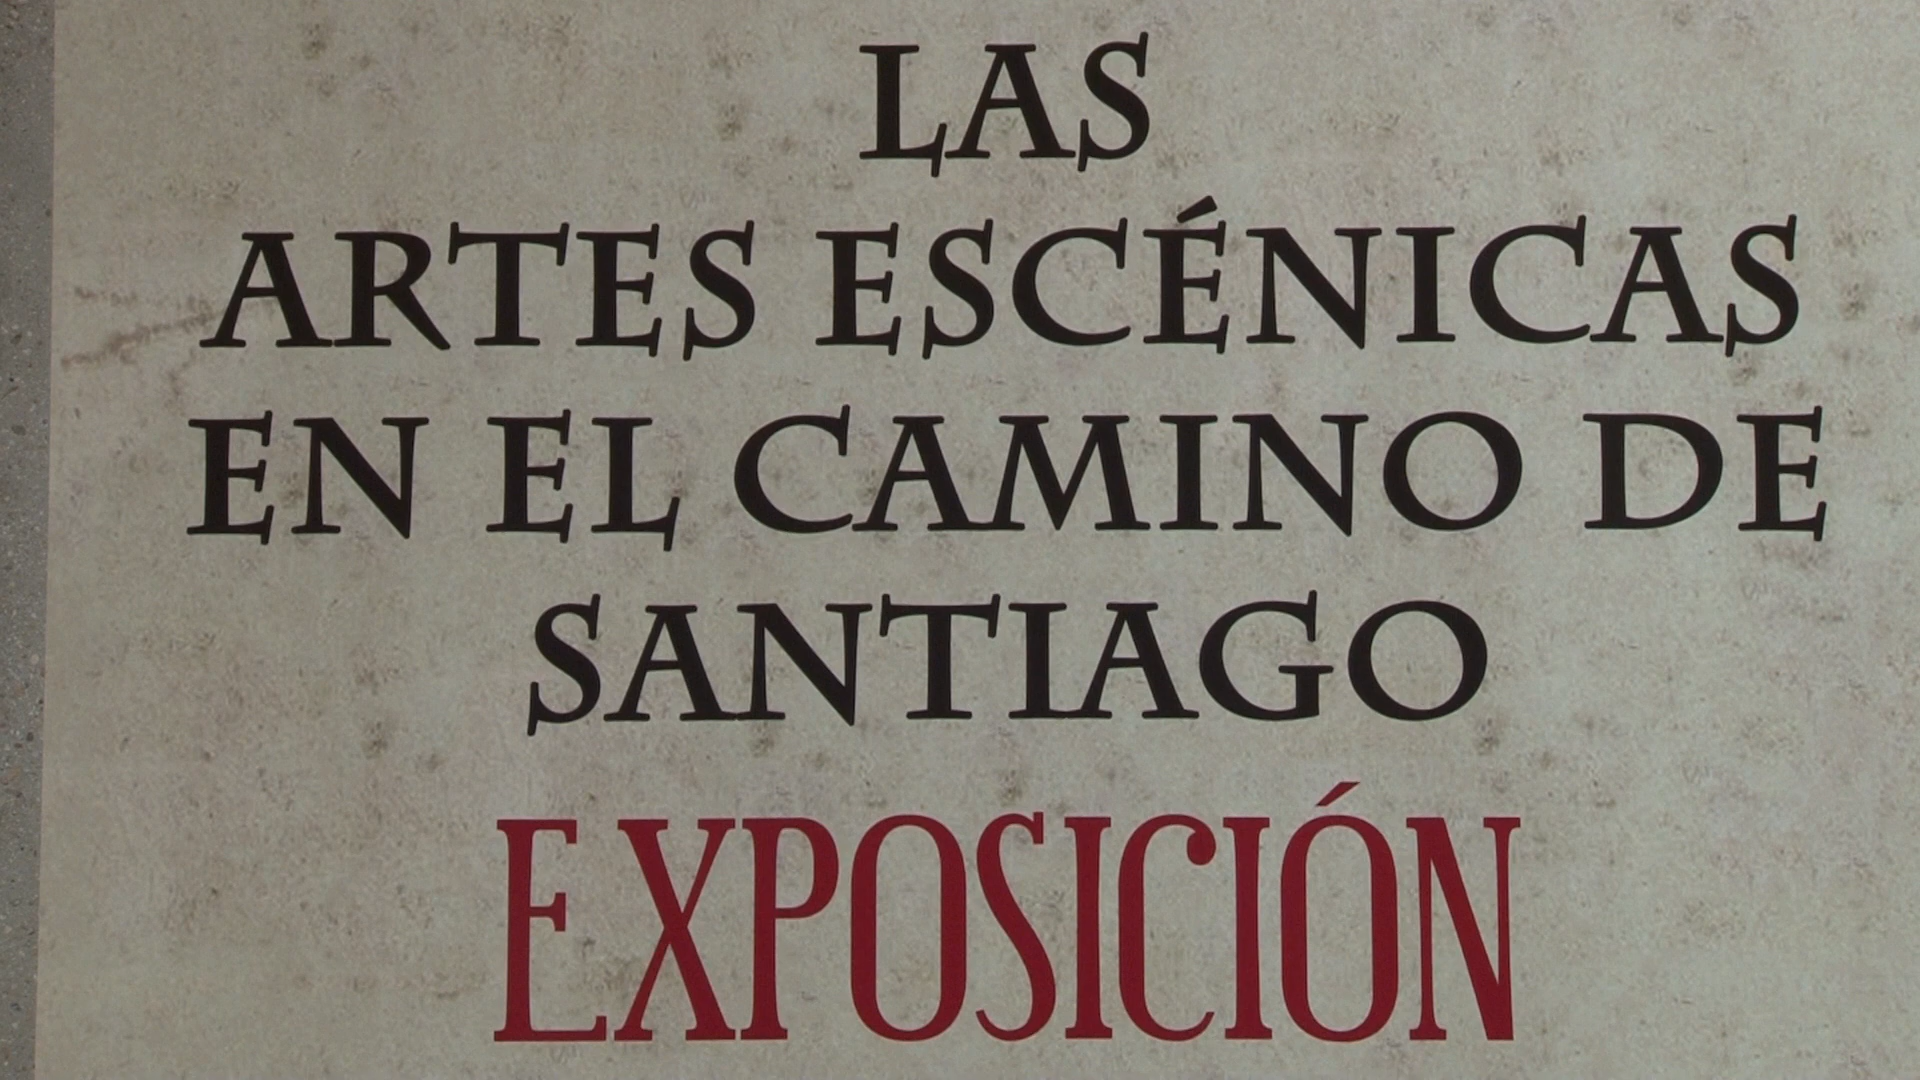 LAS
ARTES ESCÉNICAS
EN EL CAMINO DE
SANTIAGO
EXPOSICIÓN